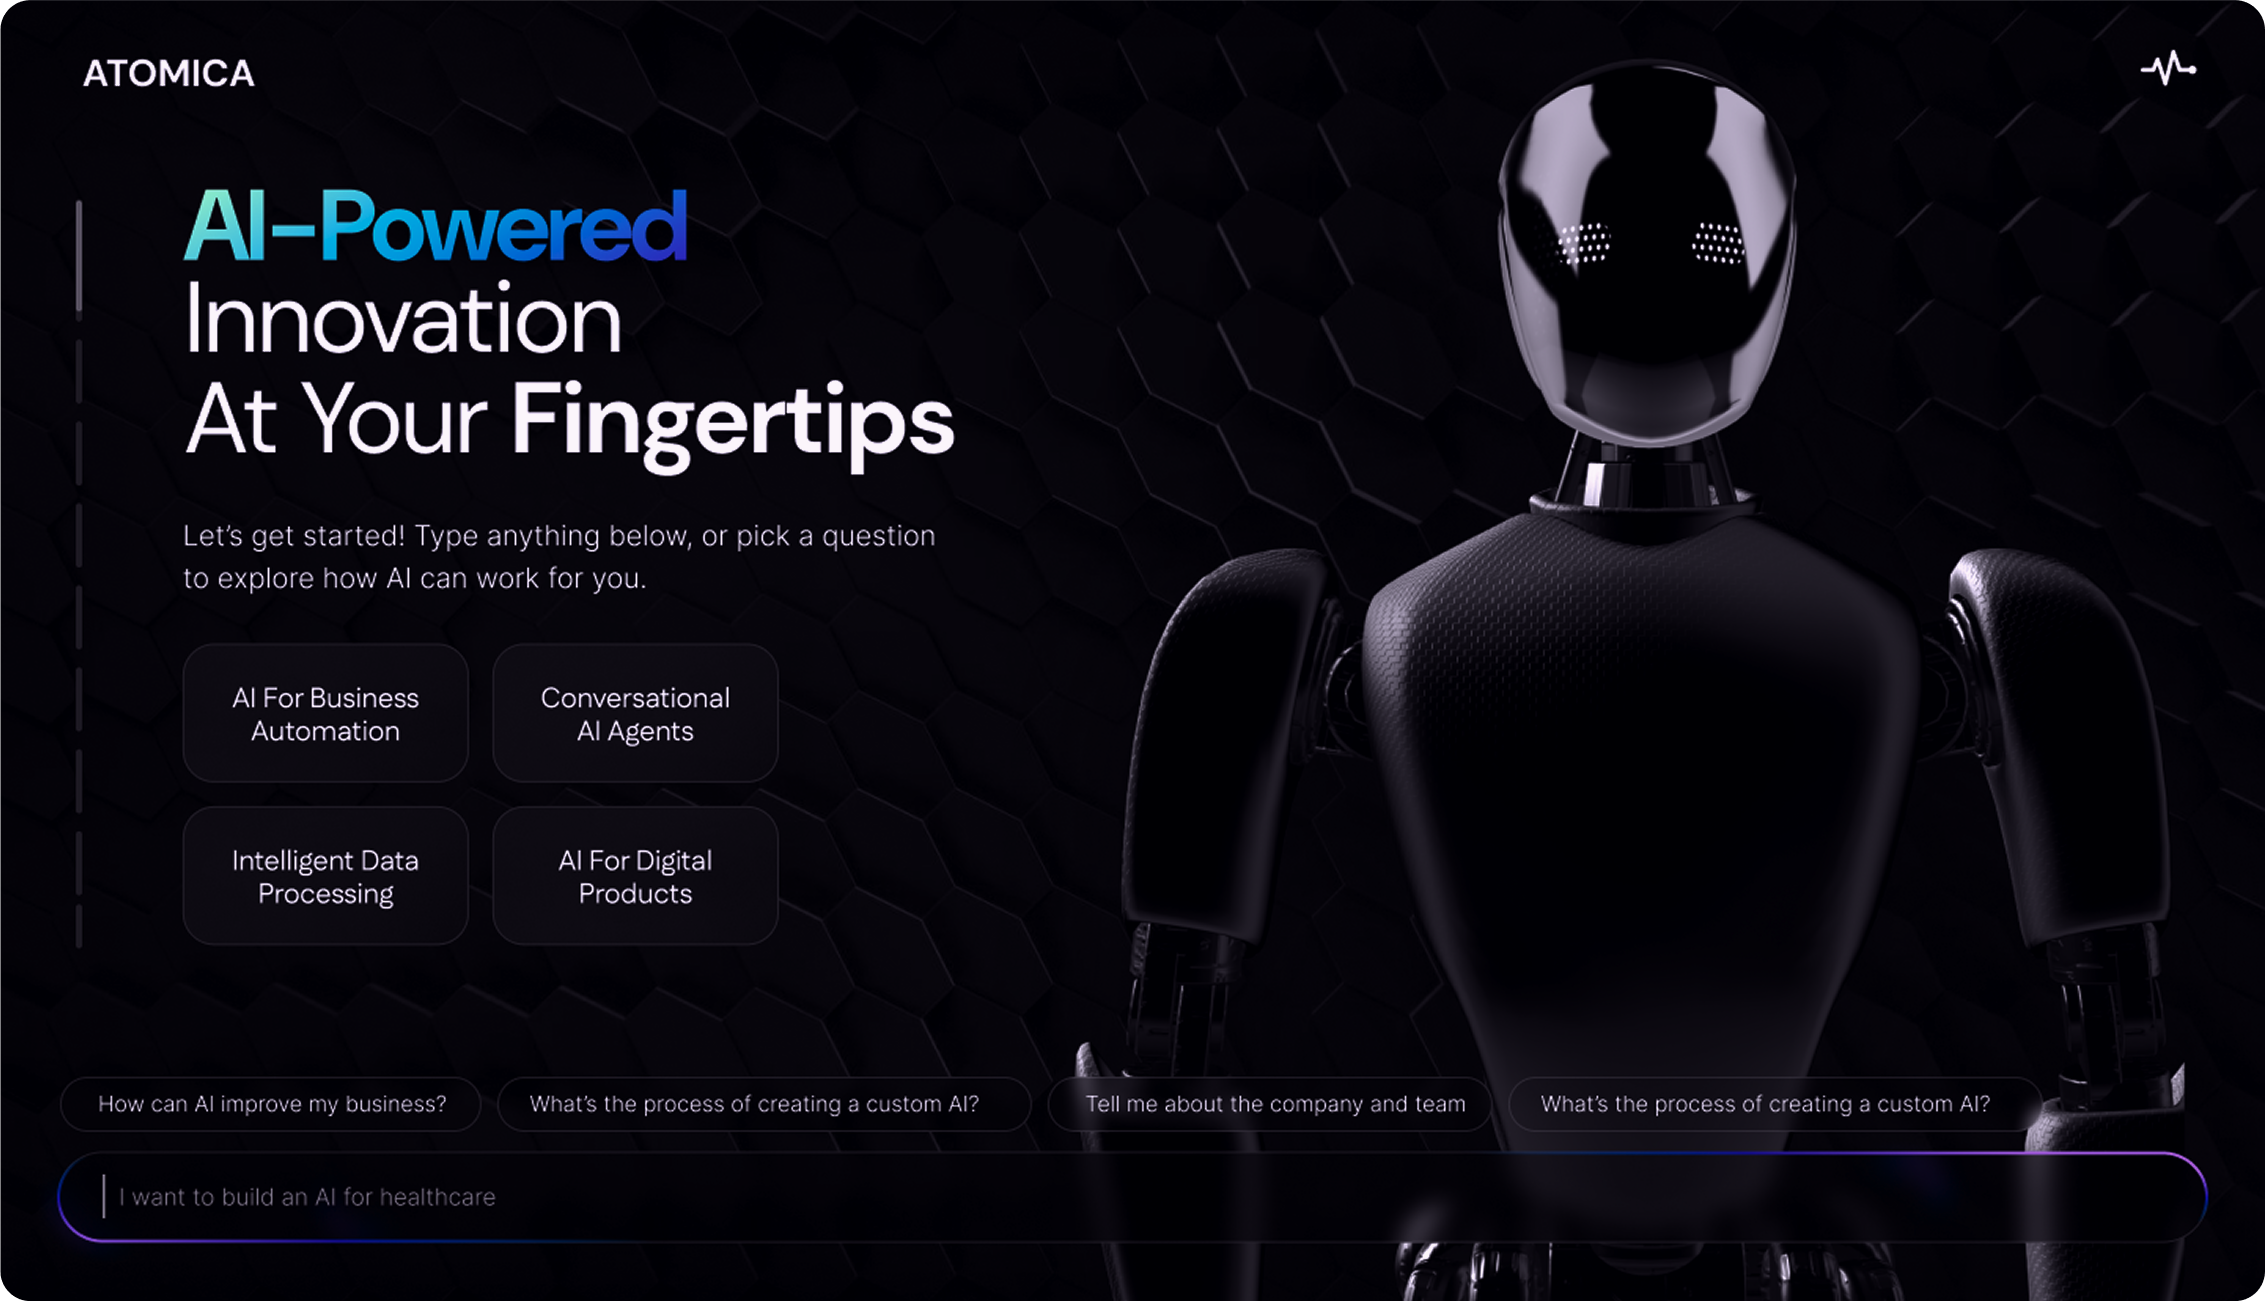 ATOMICA
AI-Powered
Innovation
At Your Fingertips
Let's get started! Type anything below, or pick a question
to explore how AI can work for you.
AI For Business
Automation
Conversational
AI Agents
Intelligent Data
Processing
AI For Digital
Products
How can AI improve my business?
What's the process of creating a custom AI?
Tell me about the company and team
What's the process of creating a custom AI?
I want to build an AI for healthcare